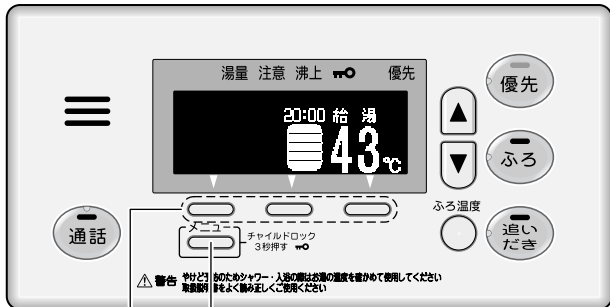 湯量 注意 沸上 優先
20:00 給 湯
43℃
優先
ふろ
ふろ温度
追い
だき
通話
メニュー
チャイルドロック
3秒押す
警告 やけど予防のためシャワー・入浴の際はお湯の温度を確かめて使用してください
取扱説明書をよく読み正しくご使用ください